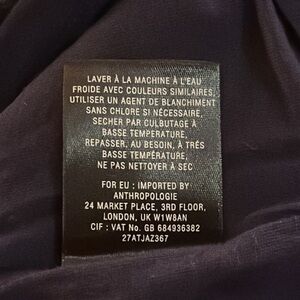 LAVER À LA MACHINE À L'EAU
FROIDE AVEC COULEURS SIMILAIRES,
UTILISER UN AGENT DE BLANCHIMENT
SANS CHLORE SI NÉCESSAIRE,
SECHER PAR CULBUTAGE À
BASSE TEMPÉRATURE,
REPASSER, AU BESOIN, À TRÉS
BASSE TEMPÉRATURE,
NE PAS NETTOYER À SEC
FOR EU : IMPORTED BY
ANTHROPOLOGIE
24 MARKET PLACE, 3RD FLOOR,
LONDON, UK W1W8AN
CIF : VAT No. GB 684936382
27ATJAZ367